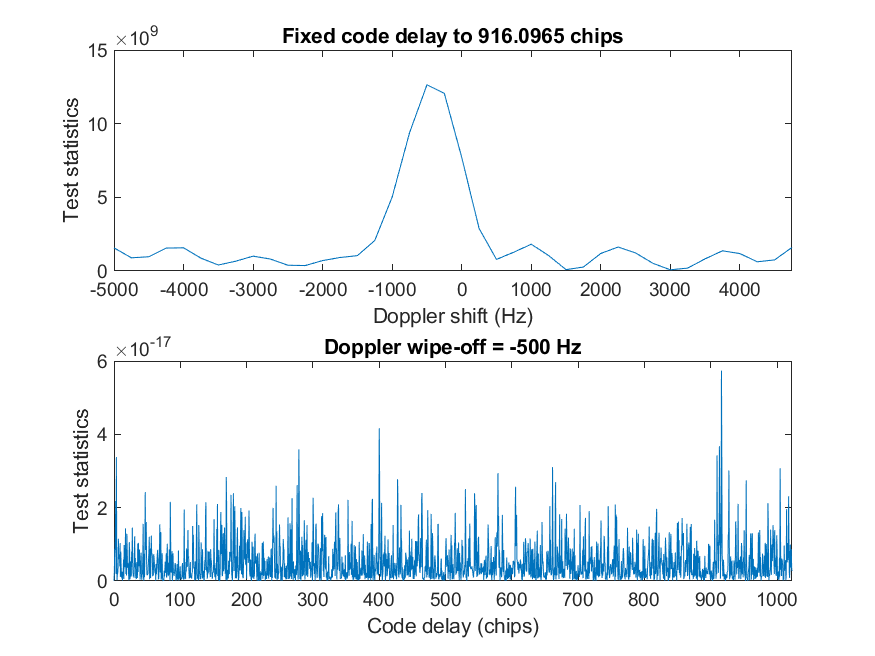 Fixed code delay to 916.0965 chips
×10^9
15
10
5
0
Test statistics
-5000 -4000 -3000 -2000 -1000 0 1000 2000 3000 4000
Doppler shift (Hz)
Doppler wipe-off = -500 Hz
×10^-17
6
4
2
0
Test statistics
0 100 200 300 400 500 600 700 800 900 1000
Code delay (chips)